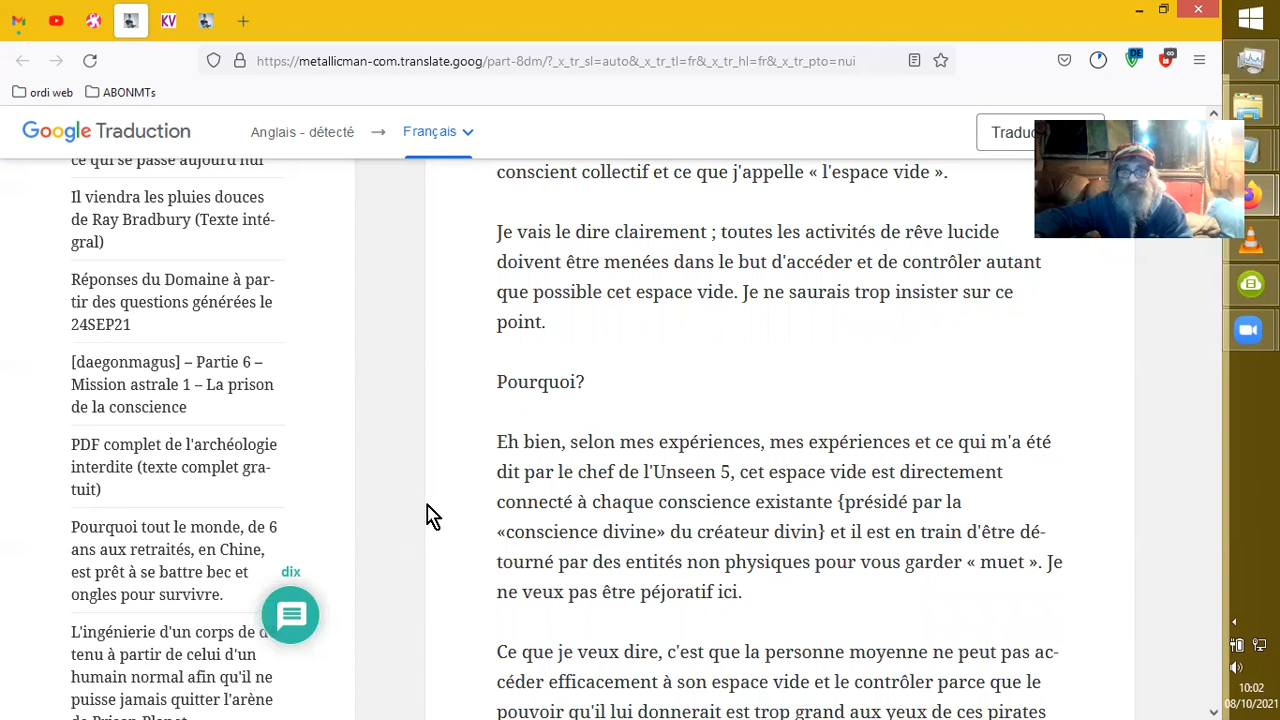 https://metallicman-com.translate.goog/part-8dm/?_x_tr_sl=auto&_x_tr_tl=fr&_x_tr_hl=fr&_x_tr_pto=nui
ordi web
ABONMTs
Google Traduction
Anglais - détecté → Français
Traduc
ce qui se passe aujourd'hui
Il viendra les pluies douces
de Ray Bradbury (Texte inté-
gral)
Réponses du Domaine à par-
tir des questions générées le
24SEP21
[daegonmagus] – Partie 6 –
Mission astrale 1 – La prison
de la conscience
PDF complet de l'archéologie
interdite (texte complet gra-
tuit)
Pourquoi tout le monde, de 6
ans aux retraités, en Chine,
est prêt à se battre bec et
ongles pour survivre.
dix
L'ingénierie d'un corps de
tenu à partir de celui d'un
humain normal afin qu'il ne
puisse jamais quitter l'arène
de Prison Planet
conscient collectif et ce que j'appelle « l'espace vide ».
Je vais le dire clairement ; toutes les activités de rêve lucide
doivent être menées dans le but d'accéder et de contrôler autant
que possible cet espace vide. Je ne saurais trop insister sur ce
point.
Pourquoi?
Eh bien, selon mes expériences, mes expériences et ce qui m'a été
dit par le chef de l'Unseen 5, cet espace vide est directement
connecté à chaque conscience existante {présidé par la
«conscience divine» du créateur divin} et il est en train d'être dé-
tourné par des entités non physiques pour vous garder « muet ». Je
ne veux pas être péjoratif ici.
Ce que je veux dire, c'est que la personne moyenne ne peut pas ac-
céder efficacement à son espace vide et le contrôler parce que le
pouvoir qu'il lui donnerait est trop grand aux yeux de ces pirates
KV
DE
10:02
08/10/2021